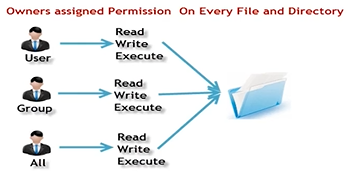 Owners assigned Permission On Every File and Directory
User
Read
Write
Execute
Group
Read
Write
Execute
All
Read
Write
Execute